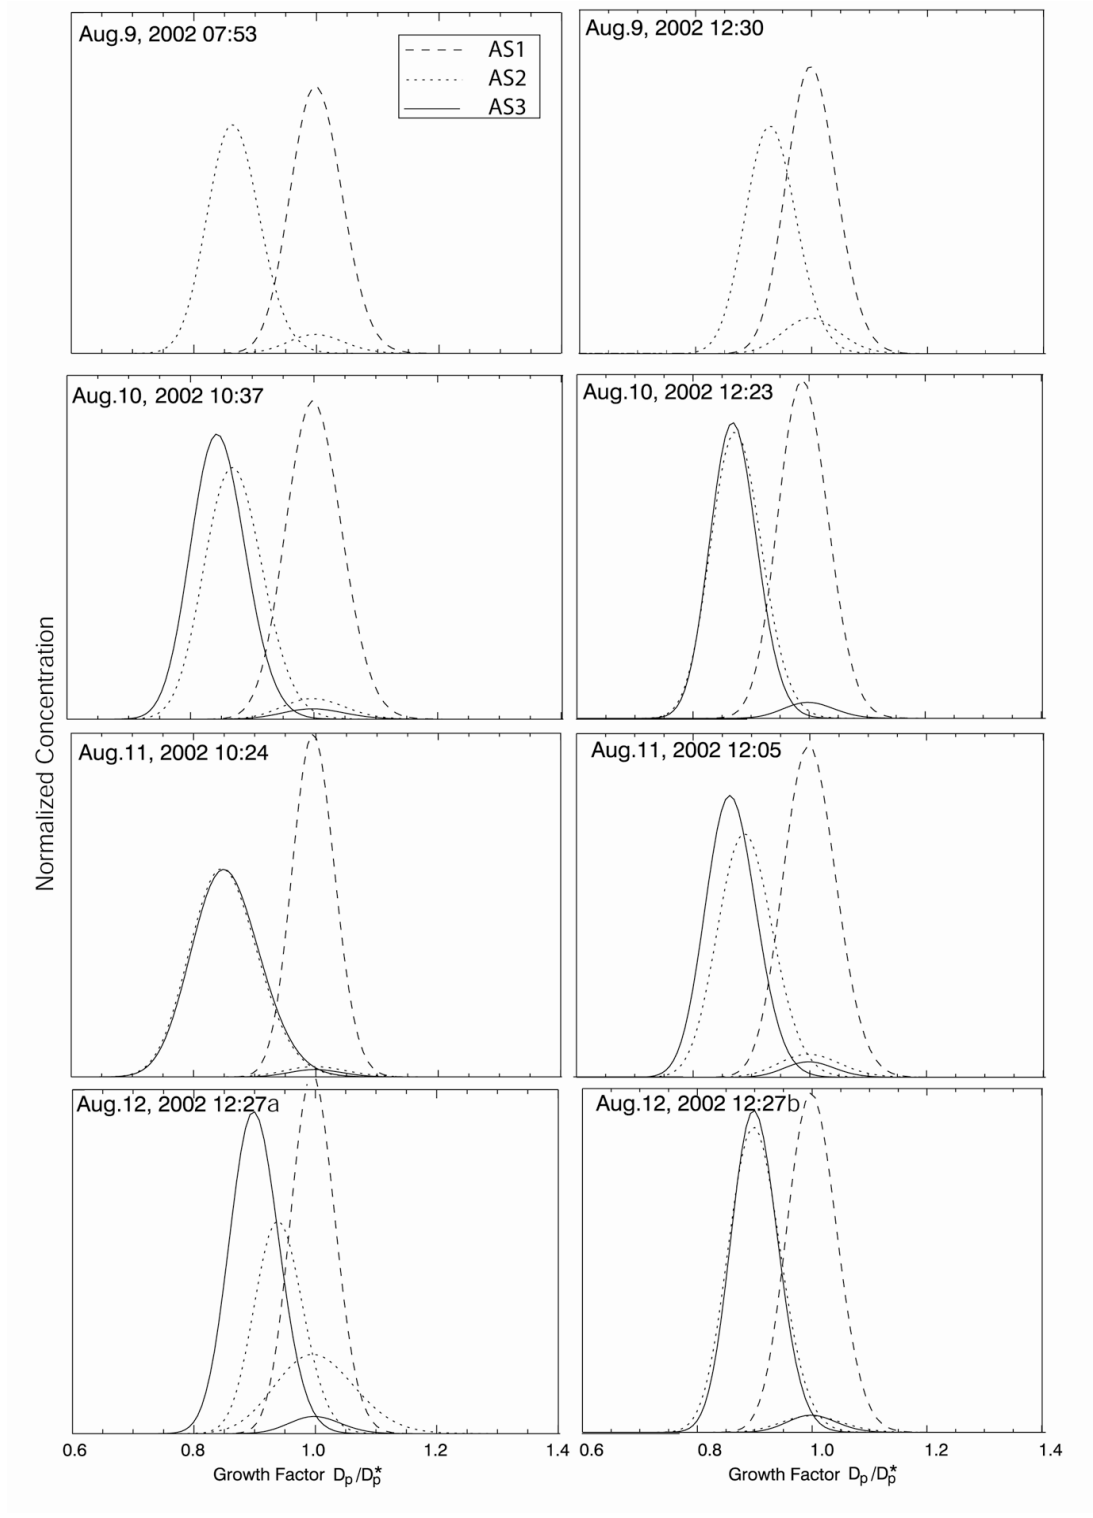 Aug.9, 2002 07:53
AS1
AS2
AS3
Aug.9, 2002 12:30
Aug.10, 2002 10:37
Aug.10, 2002 12:23
Normalized Concentration
Aug.11, 2002 10:24
Aug.11, 2002 12:05
Aug.12, 2002 12:27a
Aug.12, 2002 12:27b
0.6 0.8 1.0 1.2 1.4
0.6 0.8 1.0 1.2 1.4
Growth Factor Dp/Dp*
Growth Factor Dp/Dp*